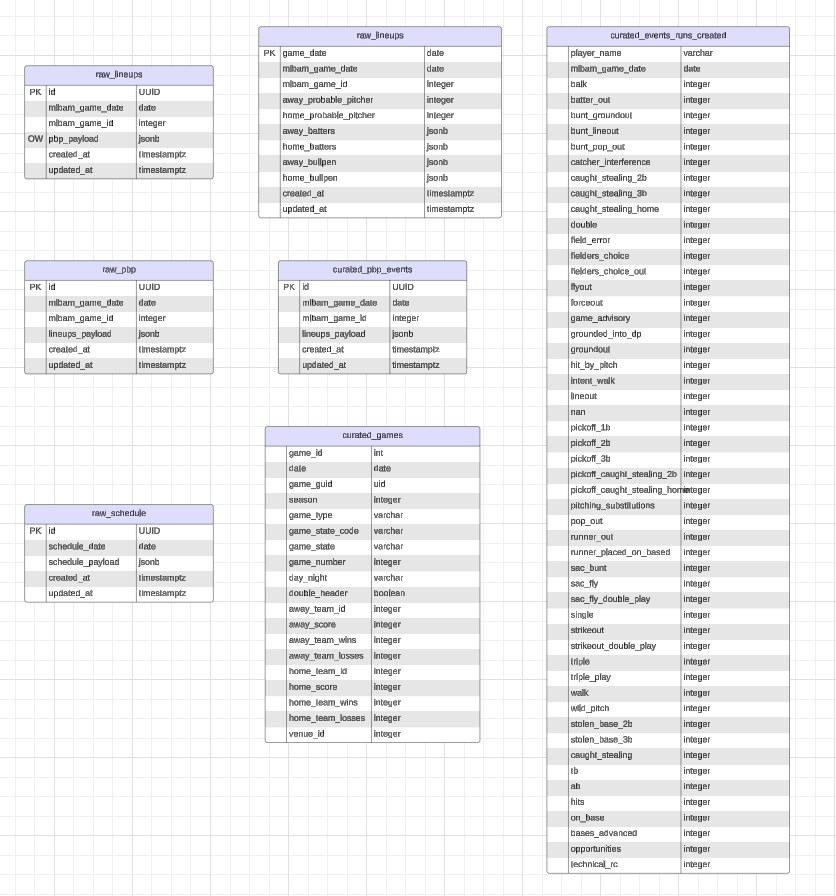 raw_lineups
PK id UUID
mlbam_game_date date
mlbam_game_id integer
OW pbp_payload jsonb
created_at timestamptz
updated_at timestamptz
raw_lineups
PK game_date date
mlbam_game_date date
mlbam_game_id integer
away_probable_pitcher integer
home_probable_pitcher integer
away_batters jsonb
home_batters jsonb
away_bullpen jsonb
home_bullpen jsonb
created_at timestamptz
updated_at timestamptz
raw_pbp
PK id UUID
mlbam_game_date date
mlbam_game_id integer
lineups_payload jsonb
created_at timestamptz
updated_at timestamptz
curated_pbp_events
PK id UUID
mlbam_game_date date
mlbam_game_id integer
lineups_payload jsonb
created_at timestamptz
updated_at timestamptz
raw_schedule
PK id UUID
schedule_date date
schedule_payload jsonb
created_at timestamptz
updated_at timestamptz
curated_games
game_id int
date date
game_guid uid
season integer
game_type varchar
game_state_code varchar
game_state varchar
game_number integer
day_night varchar
double_header boolean
away_team_id integer
away_score integer
away_team_wins integer
away_team_losses integer
home_team_id integer
home_score integer
home_team_wins integer
home_team_losses integer
venue_id integer
curated_events_runs_created
player_name varchar
mlbam_game_date date
balk integer
batter_out integer
bunt_groundout integer
bunt_lineout integer
bunt_pop_out integer
catcher_interference integer
caught_stealing_2b integer
caught_stealing_3b integer
caught_stealing_home integer
double integer
field_error integer
fielders_choice integer
fielders_choice_out integer
flyout integer
forceout integer
game_advisory integer
grounded_into_dp integer
groundout integer
hit_by_pitch integer
intent_walk integer
lineout integer
nan integer
pickoff_1b integer
pickoff_2b integer
pickoff_3b integer
pickoff_caught_stealing_2b integer
pickoff_caught_stealing_home integer
pitching_substitutions integer
pop_out integer
runner_out integer
runner_placed_on_based integer
sac_bunt integer
sac_fly integer
sac_fly_double_play integer
single integer
strikeout integer
strikeout_double_play integer
triple integer
triple_play integer
walk integer
wild_pitch integer
stolen_base_2b integer
stolen_base_3b integer
caught_stealing integer
tb integer
ab integer
hits integer
on_base integer
bases_advanced integer
opportunities integer
technical_rc integer